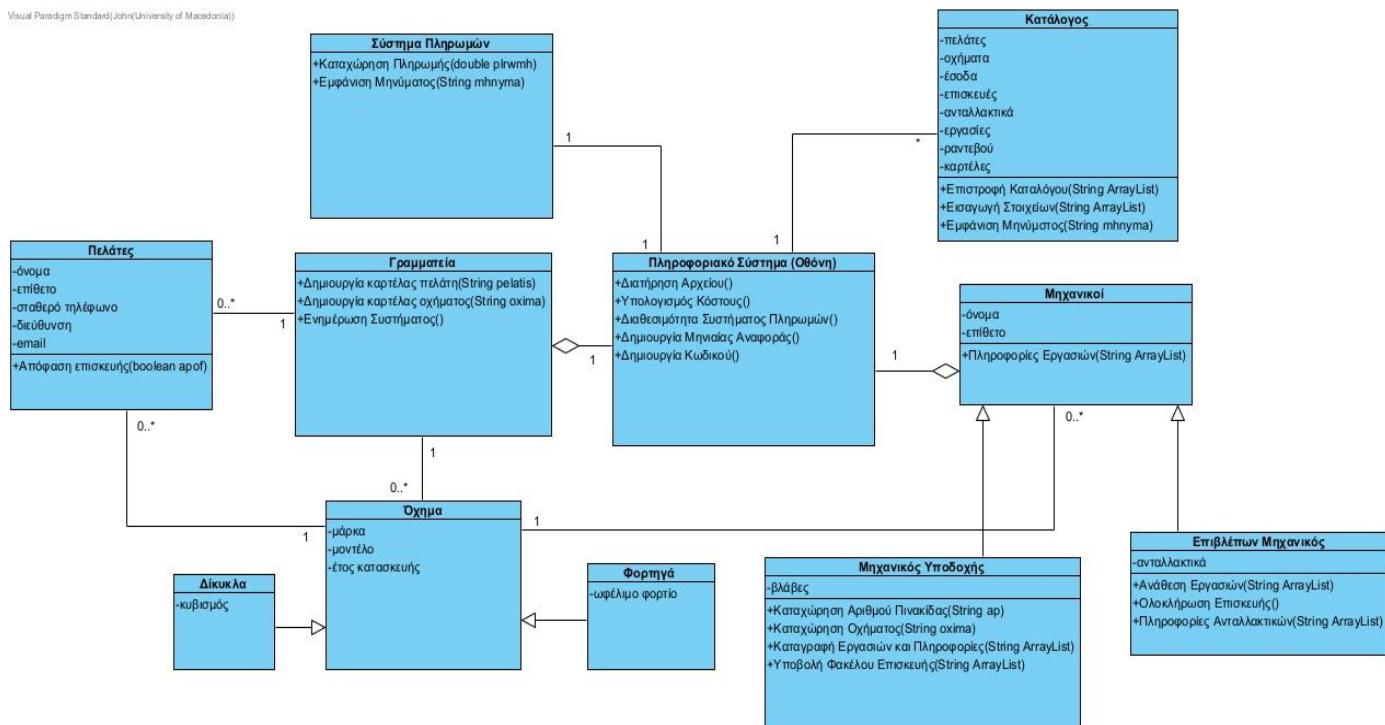 Visual Paradigm Standard(John(University of Macedonia))
Σύστημα Πληρωμών
+Καταχώρηση Πληρωμής(double plrwmh)
+Εμφάνιση Μηνύματος(String mhnyma)
Κατάλογος
-πελάτες
-οχήματα
-έσοδα
-επισκευές
-ανταλλακτικά
-εργασίες
-ραντεβού
-καρτέλες
+Επιστροφή Καταλόγου(String ArrayList)
+Εισαγωγή Στοιχείων(String ArrayList)
+Εμφάνιση Μηνύμστος(String mhnyma)
1
*
1
1
Πελάτες
-όνομα
-επίθετο
-σταθερό τηλέφωνο
-διεύθυνση
-email
+Απόφαση επισκευής(boolean apof)
0..*
1
Γραμματεία
+Δημιουργία καρτέλας πελάτη(String pelatis)
+Δημιουργία καρτέλας οχήματος(String oxima)
+Ενημέρωση Συστήματος()
1
Πληροφοριακό Σύστημα (Οθόνη)
+Διατήρηση Αρχείου()
+Υπολογισμός Κόστους()
+Διαθεσιμότητα Συστήματος Πληρωμών()
+Δημιουργία Μηνιαίας Αναφοράς()
+Δημιουργία Κωδικού()
1
Μηχανικοί
-όνομα
-επίθετο
+Πληροφορίες Εργασιών(String ArrayList)
0..*
1
0..*
0..*
1
1
Όχημα
-μάρκα
-μοντέλο
-έτος κατασκευής
Δίκυκλα
-κυβισμός
Φορτηγά
-ωφέλιμο φορτίο
Μηχανικός Υποδοχής
-βλάβες
+Καταχώρηση Αριθμού Πινακίδας(String ap)
+Καταχώρηση Οχήματος(String oxima)
+Καταγραφή Εργασιών και Πληροφορίες(String ArrayList)
+Υποβολή Φακέλου Επισκευής(String ArrayList)
Επιβλέπων Μηχανικός
-ανταλλακτικά
+Ανάθεση Εργασιών(String ArrayList)
+Ολοκλήρωση Επισκευής()
+Πληροφορίες Ανταλλακτικών(String ArrayList)